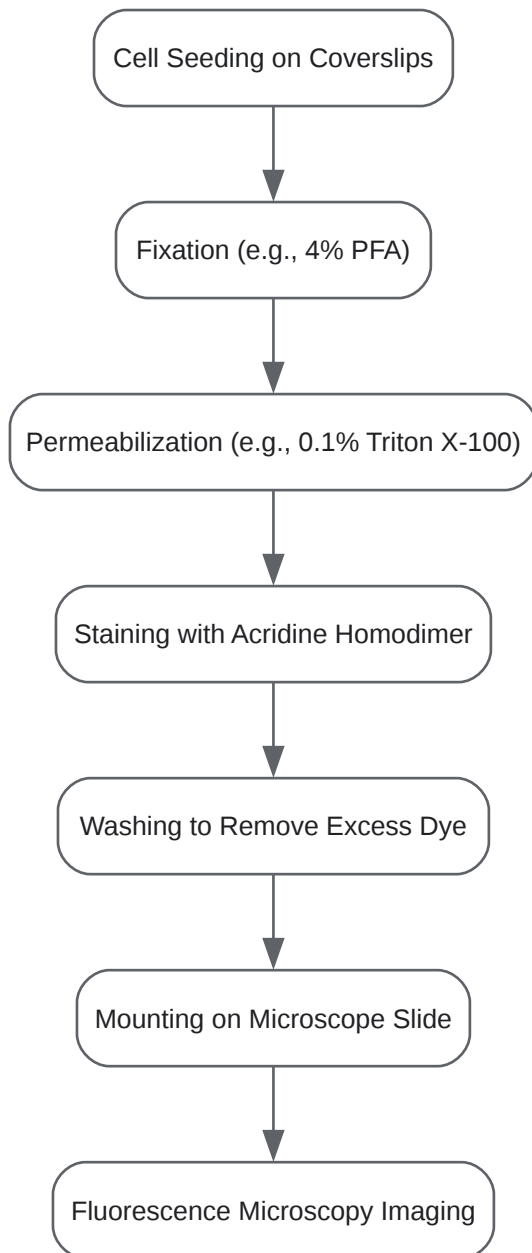 Cell Seeding on Coverslips
Fixation (e.g., 4% PFA)
Permeabilization (e.g., 0.1% Triton X-100)
Staining with Acridine Homodimer
Washing to Remove Excess Dye
Mounting on Microscope Slide
Fluorescence Microscopy Imaging